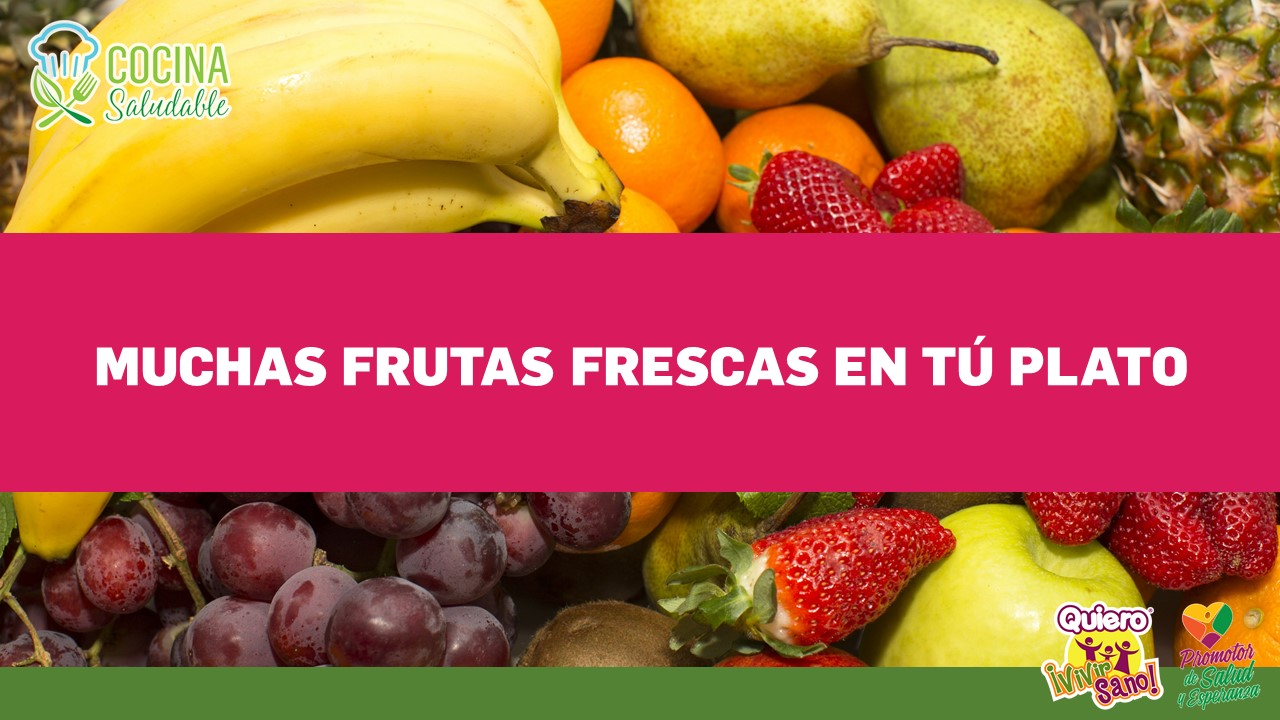 COCINA
Saludable
MUCHAS FRUTAS FRESCAS EN TÚ PLATO
Quiero
¡Vivir
Sano!
Promotor
de Salud
y Esperanza